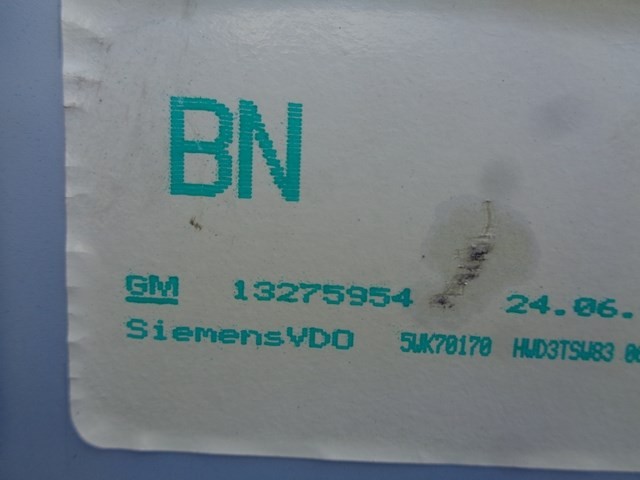 BN
GM 13275954 24.06.
SiemensVDO 5WK70170 HWD3TSW83